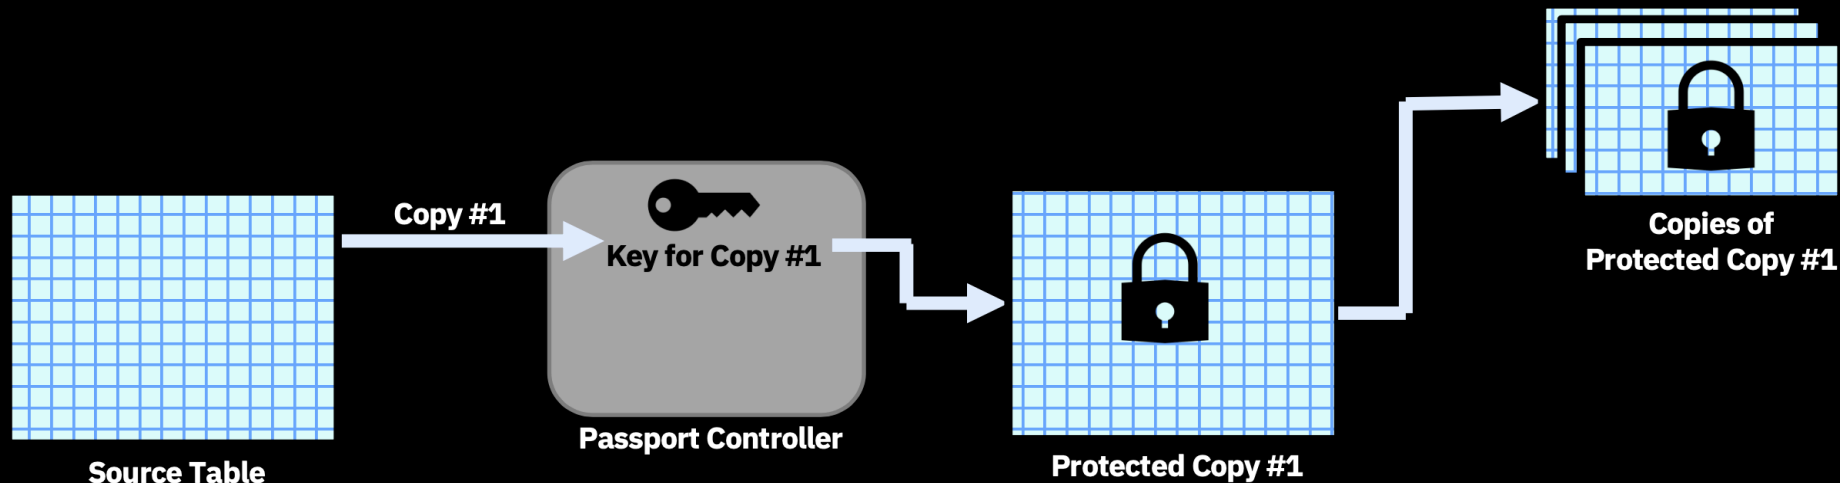 Copy #1
Key for Copy #1
Passport Controller
Source Table
Protected Copy #1
Copies of
Protected Copy #1